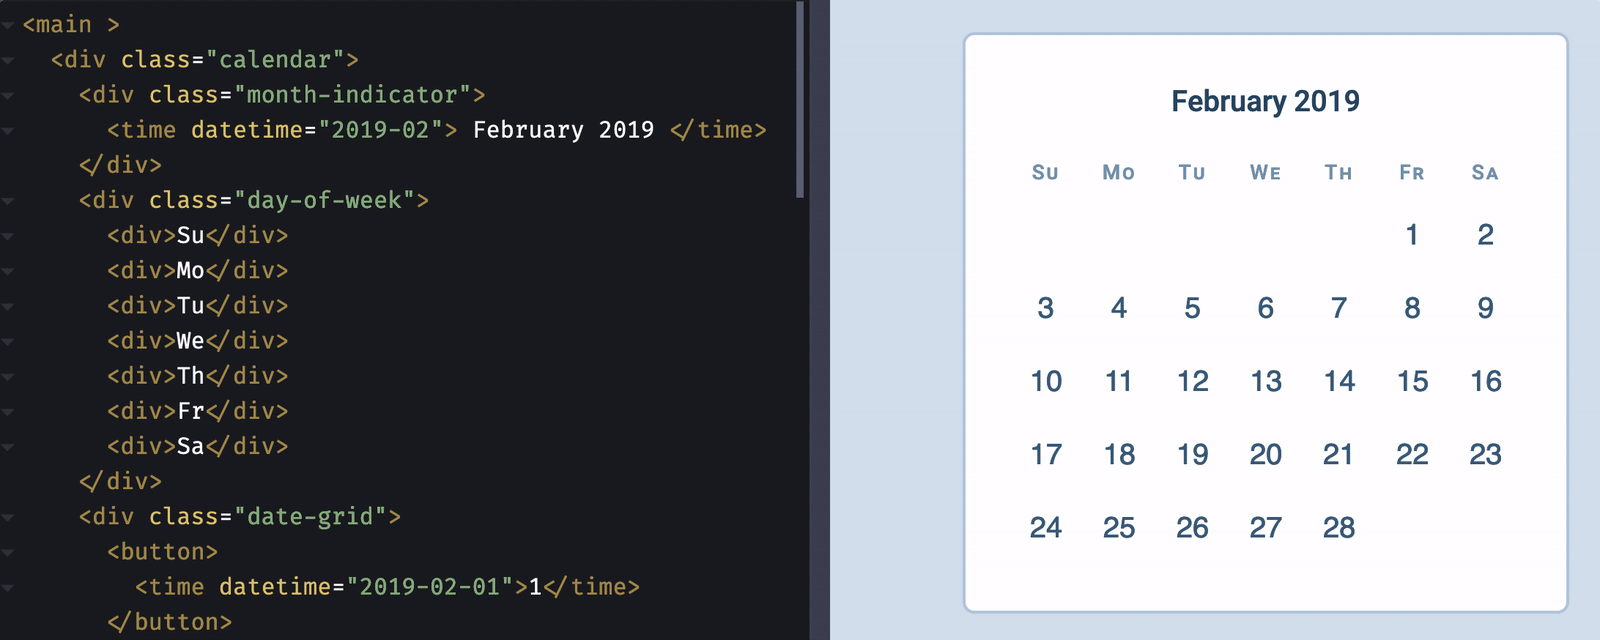 <main >
<div class="calendar">
<div class="month-indicator">
<time datetime="2019-02"> February 2019 </time>
</div>
<div class="day-of-week">
<div>Su</div>
<div>Mo</div>
<div>Tu</div>
<div>We</div>
<div>Th</div>
<div>Fr</div>
<div>Sa</div>
</div>
<div class="date-grid">
<button>
<time datetime="2019-02-01">1</time>
</button>
February 2019
Su Mo Tu We Th Fr Sa
1 2
3 4 5 6 7 8 9
10 11 12 13 14 15 16
17 18 19 20 21 22 23
24 25 26 27 28